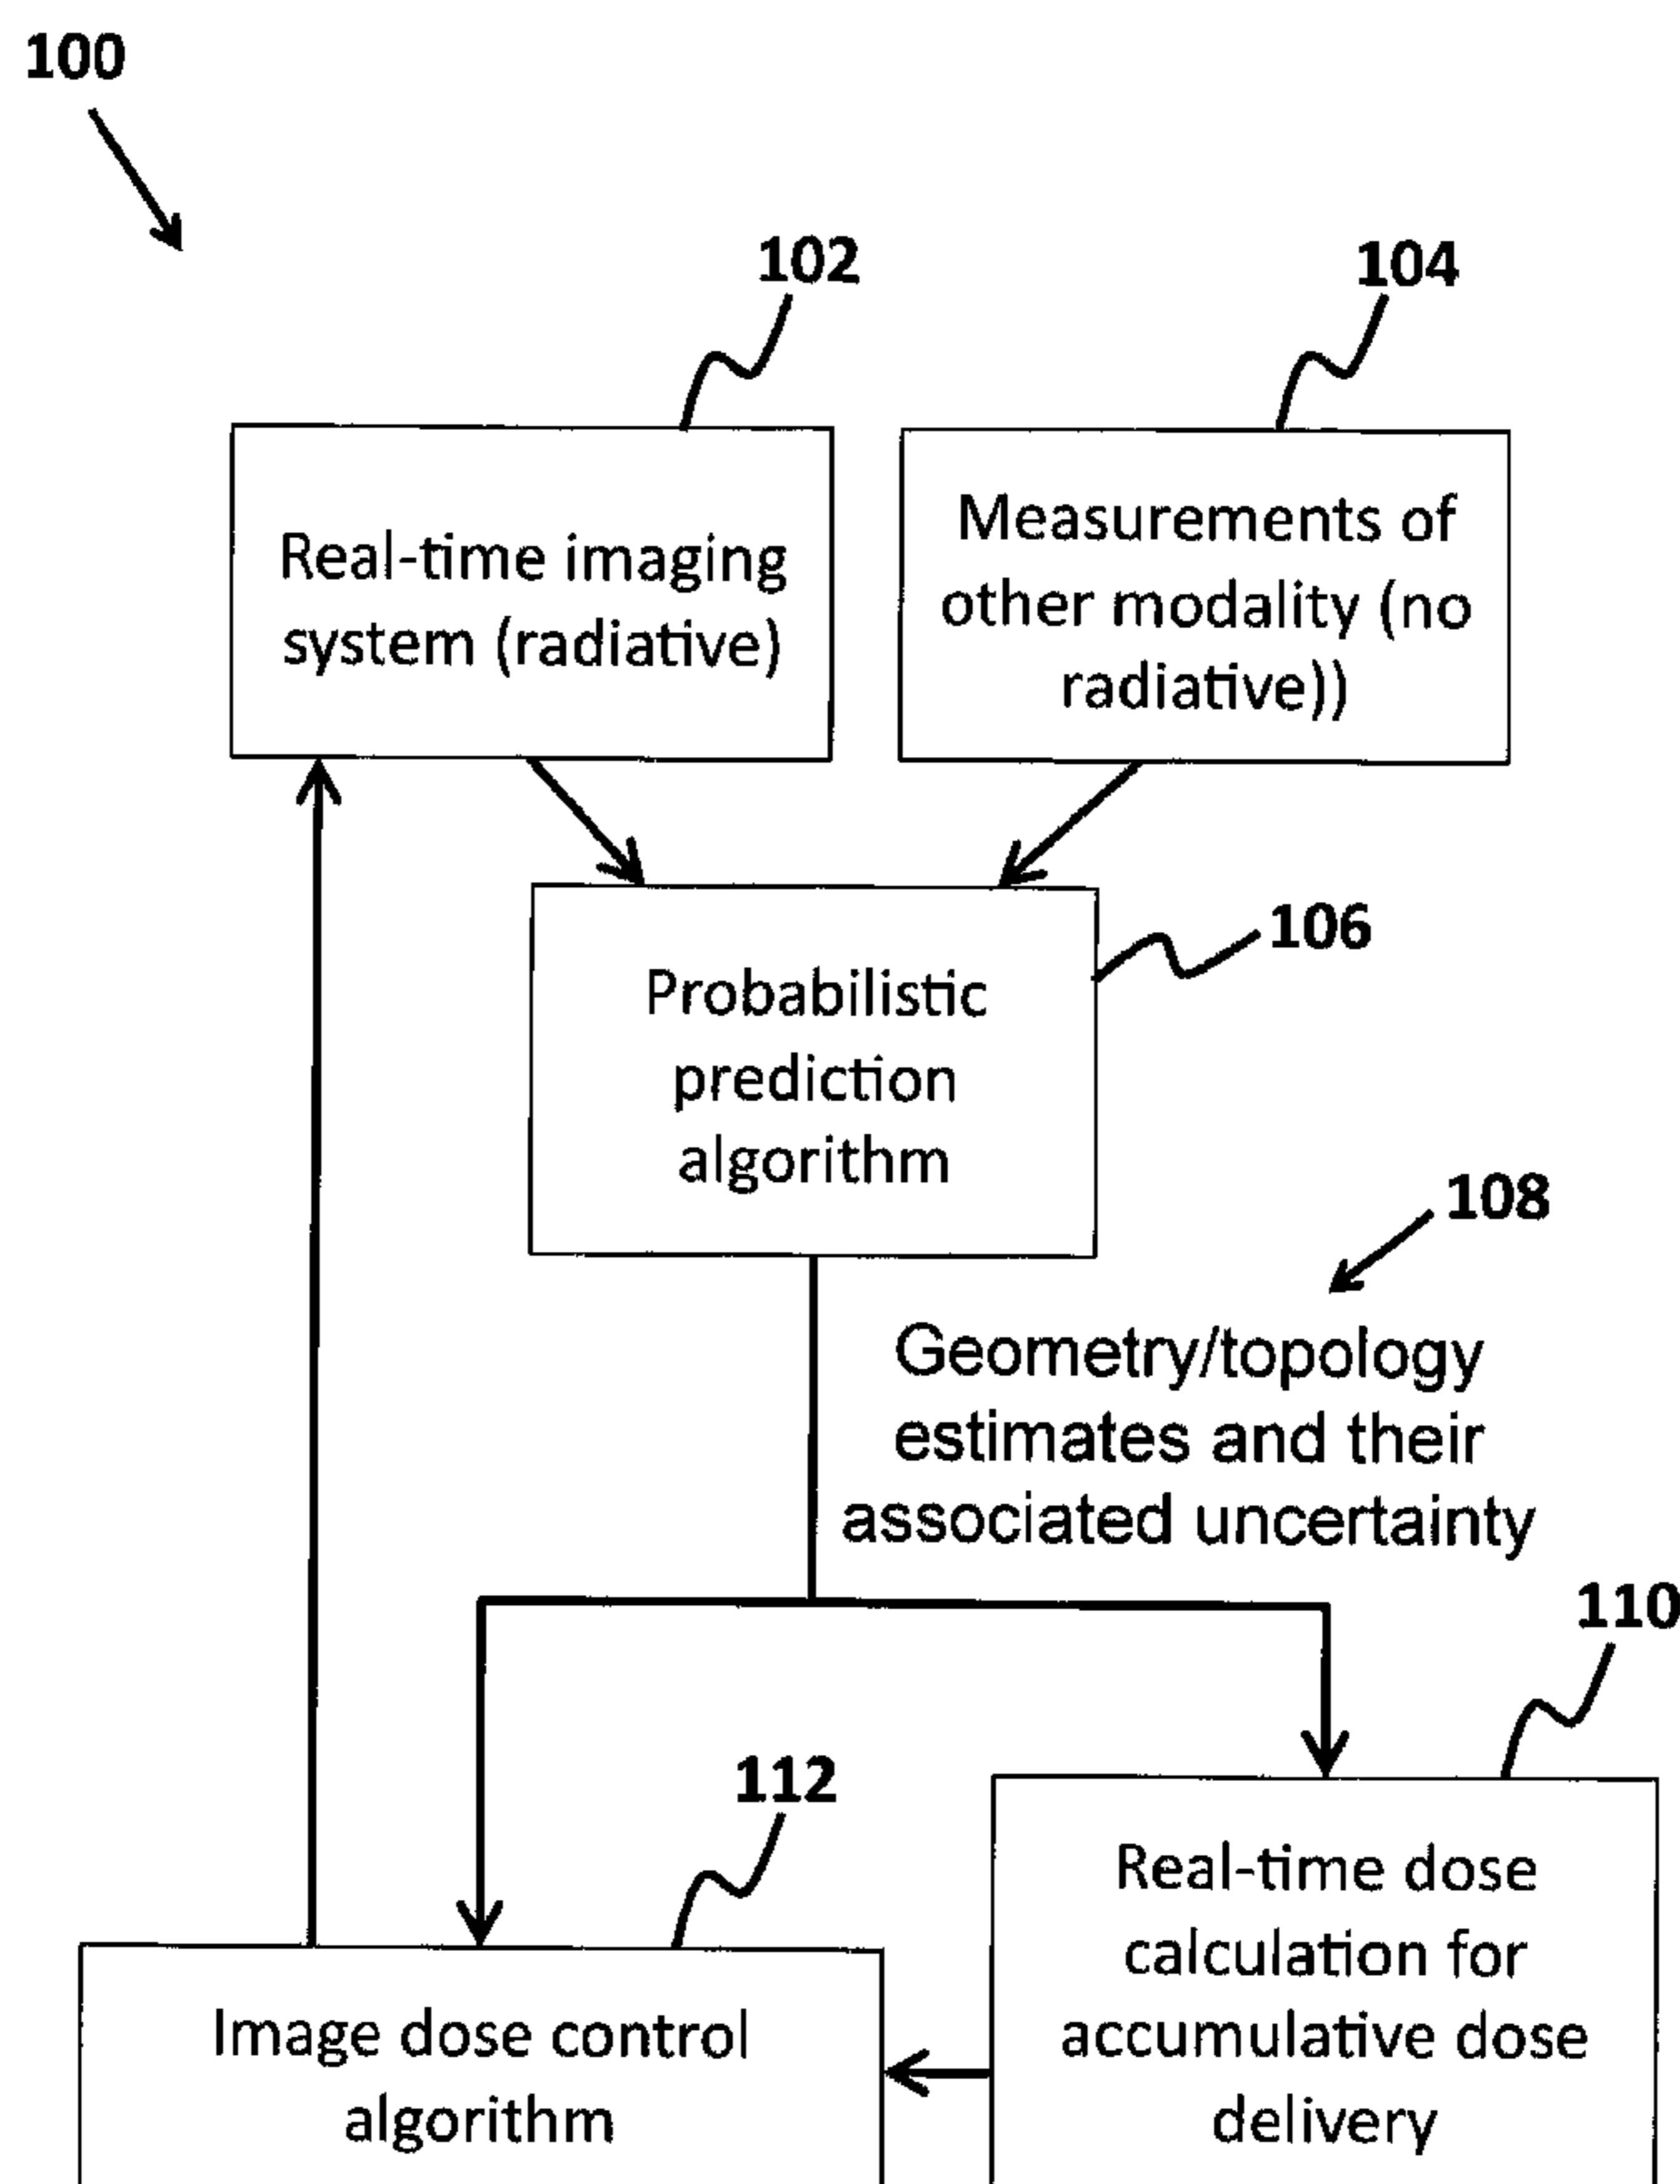 100
102
104
Real-time imaging
system (radiative)
Measurements of
other modality (no
radiative))
106
Probabilistic
prediction
algorithm
108
Geometry/topology
estimates and their
associated uncertainty
110
112
Real-time dose
calculation for
accumulative dose
delivery
Image dose control
algorithm